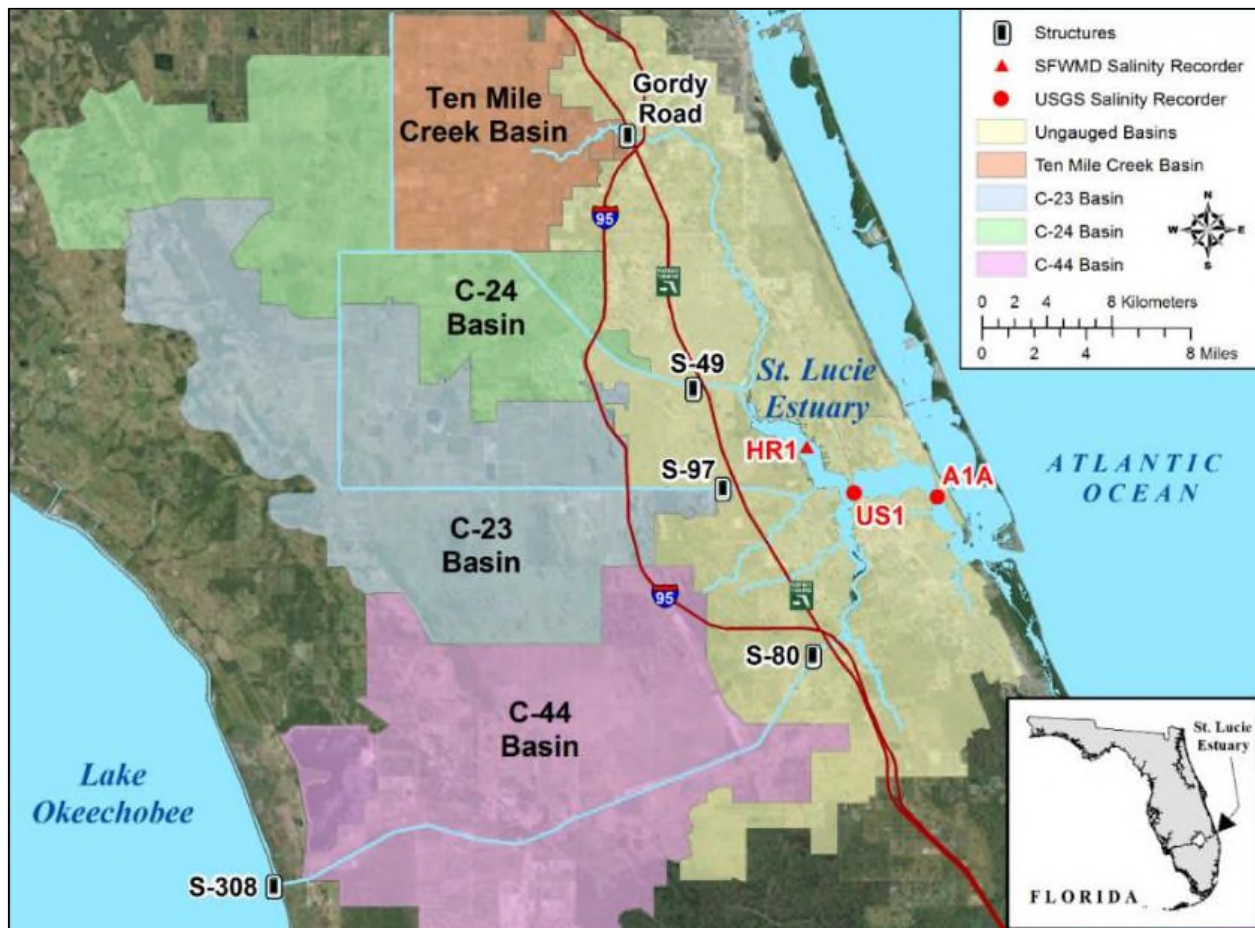 Structures
SFWMD Salinity Recorder
USGS Salinity Recorder
Ungauged Basins
Ten Mile Creek Basin
C-23 Basin
C-24 Basin
C-44 Basin
N
W E
S
0 2 4 8 Kilometers
0 2 4 8 Miles
Ten Mile
Creek Basin
Gordy
Road
95
C-24
Basin
S-49
St. Lucie
Estuary
HR1
S-97
A1A
US1
ATLANTIC
OCEAN
C-23
Basin
95
S-80
C-44
Basin
Lake
Okeechobee
S-308
St. Lucie
Estuary
FLORIDA